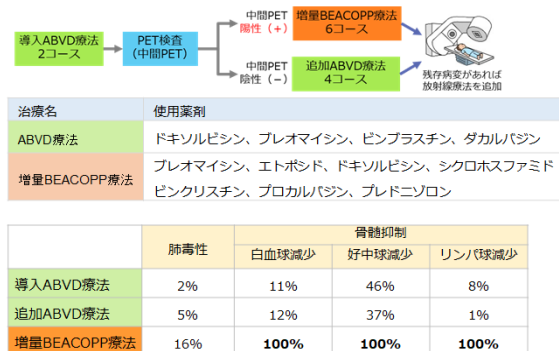 導入ABVD療法
2コース
PET検査
(中間PET)
中間PET
陽性(+)
増量BEACOPP療法
6コース
中間PET
陰性(−)
追加ABVD療法
4コース
残存病変があれば
放射線療法を追加
治療名 使用薬剤
ABVD療法 ドキソルビシン、ブレオマイシン、ビンブラスチン、ダカルバジン
増量BEACOPP療法 ブレオマイシン、エトポシド、ドキソルビシン、シクロホスファミド
ビンクリスチン、プロカルバジン、プレドニゾロン
肺毒性 骨髄抑制
白血球減少 好中球減少 リンパ球減少
導入ABVD療法 2% 11% 46% 8%
追加ABVD療法 5% 12% 37% 1%
増量BEACOPP療法 16% 100% 100% 100%